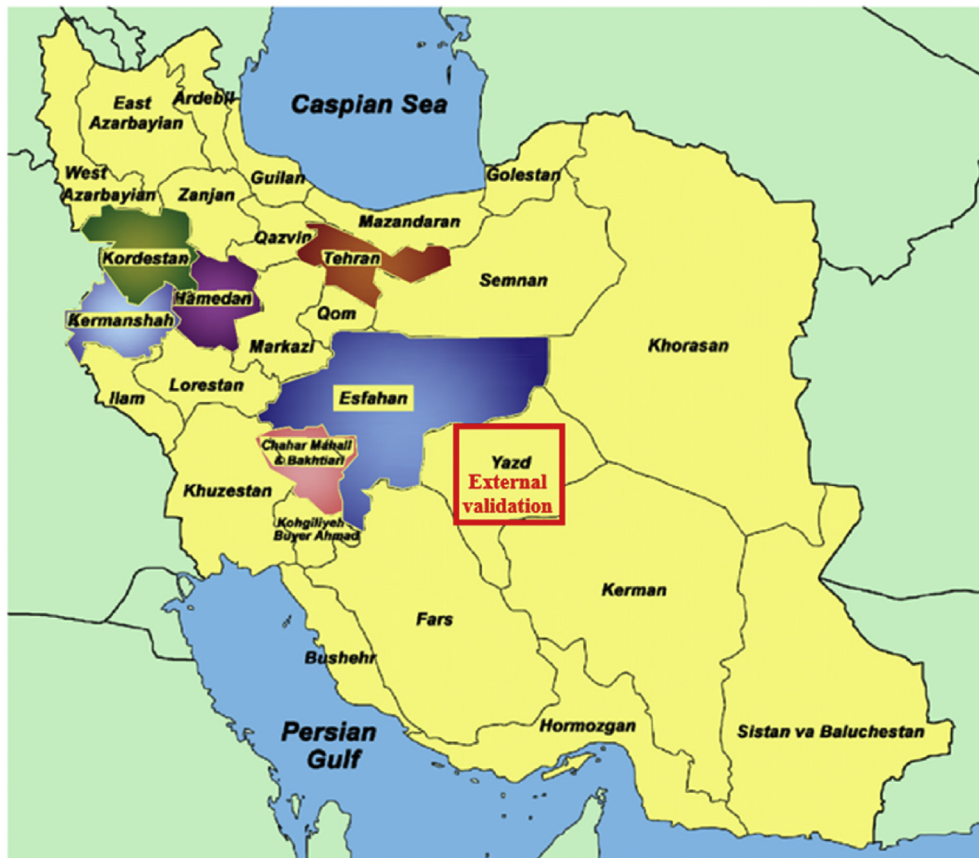 Caspian Sea
East
Azarbayian
Ardebil
West
Azarbayian
Zanjan
Guilan
Golestan
Mazandaran
Qazvin
Kordestan
Tehran
Semnan
Hamedan
Kermanshah
Qom
Markazi
Khorasan
Ilam
Lorestan
Esfahan
Chahar Mahall
& Bakhtiari
Yazd
External
validation
Khuzestan
Kohgiliyeh
Buyer Ahmad
Kerman
Fars
Bushehr
Persian
Gulf
Hormozgan
Sistan va Baluchestan